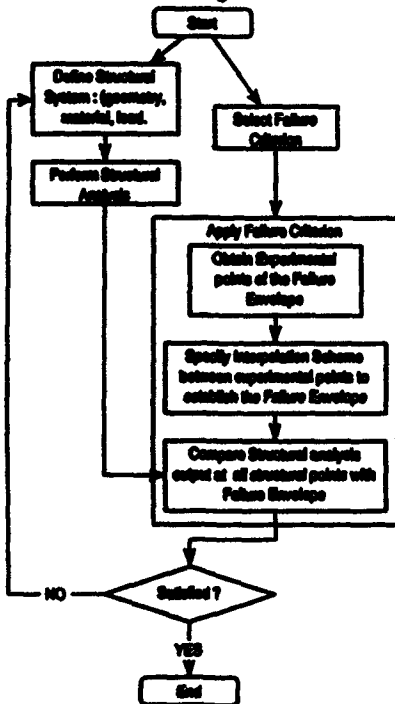 Start
Define Structural
System : (geometry,
material, load.
Select Failure
Criterion
Perform Structural
Analysis
Apply Failure Criterion
Obtain Experimental
points of the Failure
Envelope
Specify Interpolation Scheme
between experimental points to
establish the Failure Envelope
Compare Structural analysis
output at all structural points with
Failure Envelope
Satisfied ?
NO
YES
End